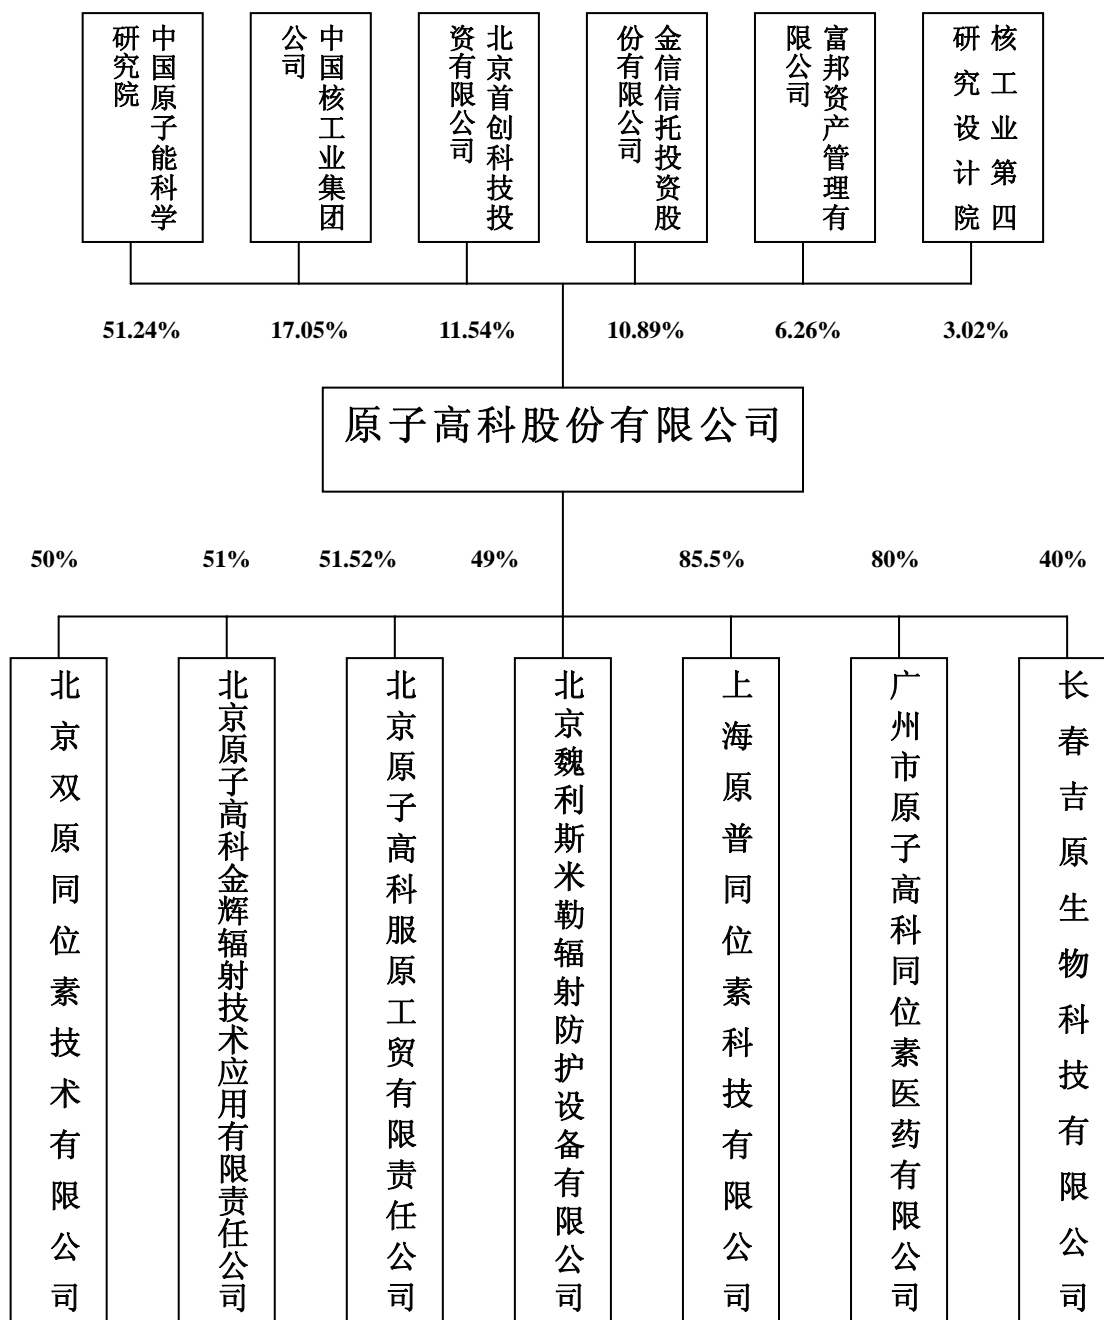 中国原子能科学
研究院
中国核工业集团
公司
北京首创科技投
资有限公司
金信信托投资股
份有限公司
富邦资产管理有
限公司
核工业第四
研究设计院
51.24%
17.05%
11.54%
10.89%
6.26%
3.02%
原子高科股份有限公司
50%
51%
51.52%
49%
85.5%
80%
40%
北京双原同位素技术有限公司
北京原子高科金辉辐射技术应用有限责任公司
北京原子高科服原工贸有限责任公司
北京魏利斯米勒辐射防护设备有限公司
上海原普同位素科技有限公司
广州市原子高科同位素医药有限公司
长春吉原生物科技有限公司